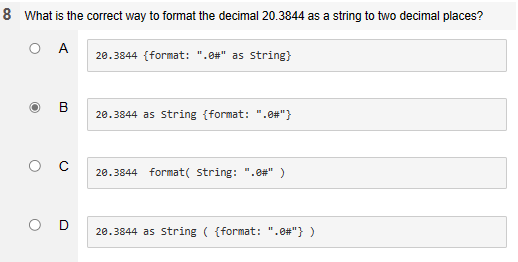 8 What is the correct way to format the decimal 20.3844 as a string to two decimal places?
A
20.3844 {format: ".0#" as String}
B
20.3844 as String {format: ".0#"}
C
20.3844  format( String: ".0#" )
D
20.3844 as String ( {format: ".0#"} )